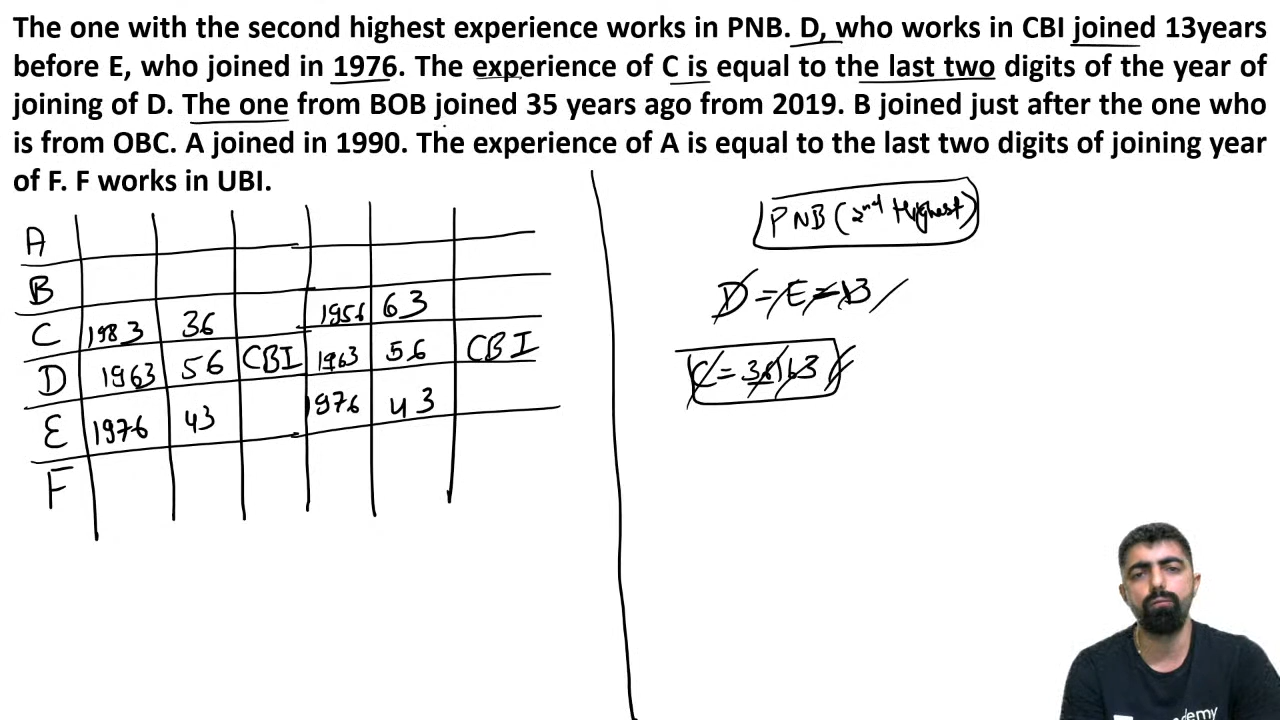 The one with the second highest experience works in PNB. D, who works in CBI joined 13years
before E, who joined in 1976. The experience of C is equal to the last two digits of the year of
joining of D. The one from BOB joined 35 years ago from 2019. B joined just after the one who
is from OBC. A joined in 1990. The experience of A is equal to the last two digits of joining year
of F. F works in UBI.
PNB (2nd Highest)
A
B
C 1983 36 1956 63
D 1963 56 CBI 1963 56 CBI
E 1976 43 1976 43
F
D = E - 13
C = 36/63
demy